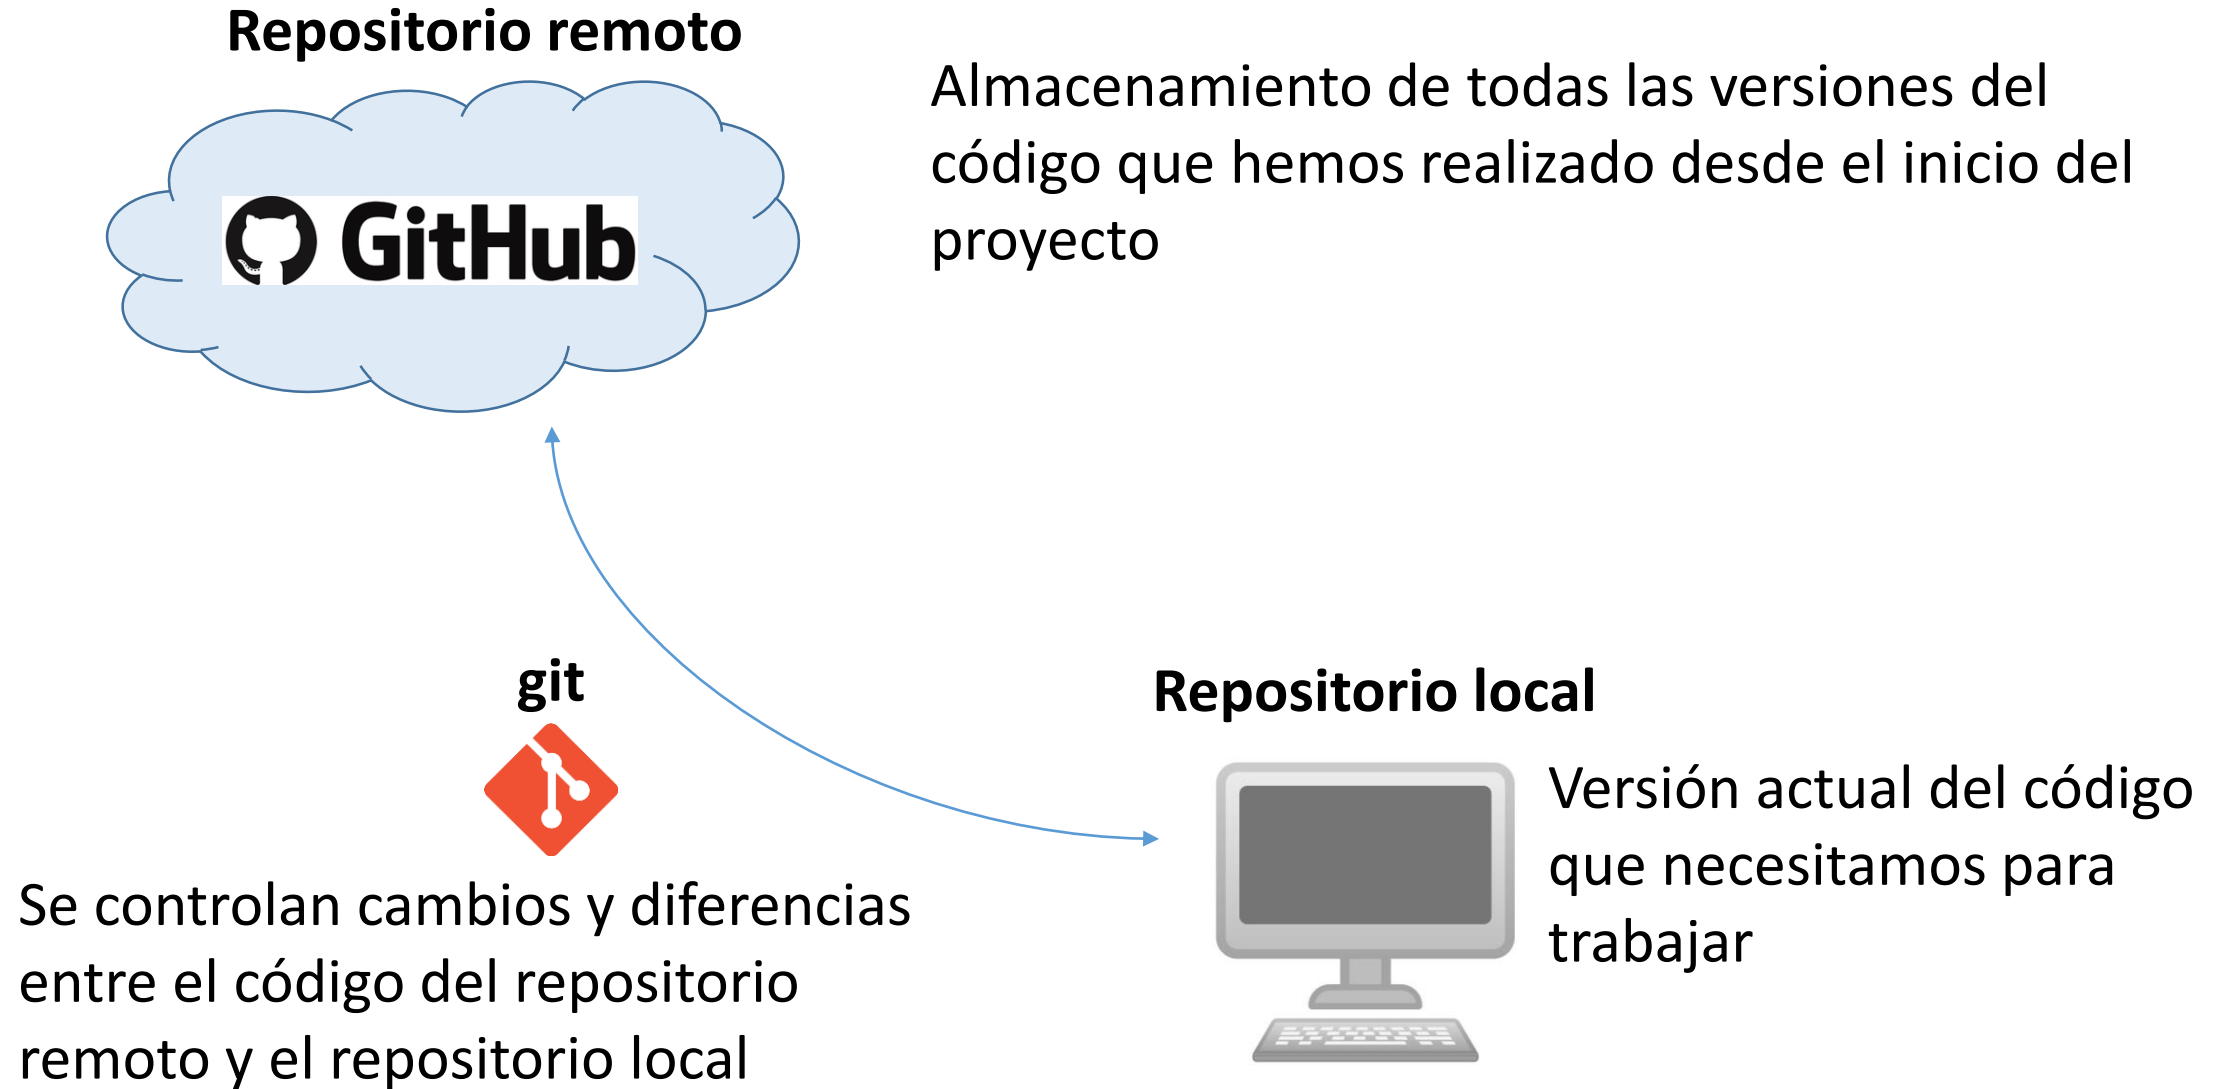 Repositorio remoto
GitHub
Almacenamiento de todas las versiones del
código que hemos realizado desde el inicio del
proyecto
git
Se controlan cambios y diferencias
entre el código del repositorio
remoto y el repositorio local
Repositorio local
Versión actual del código
que necesitamos para
trabajar